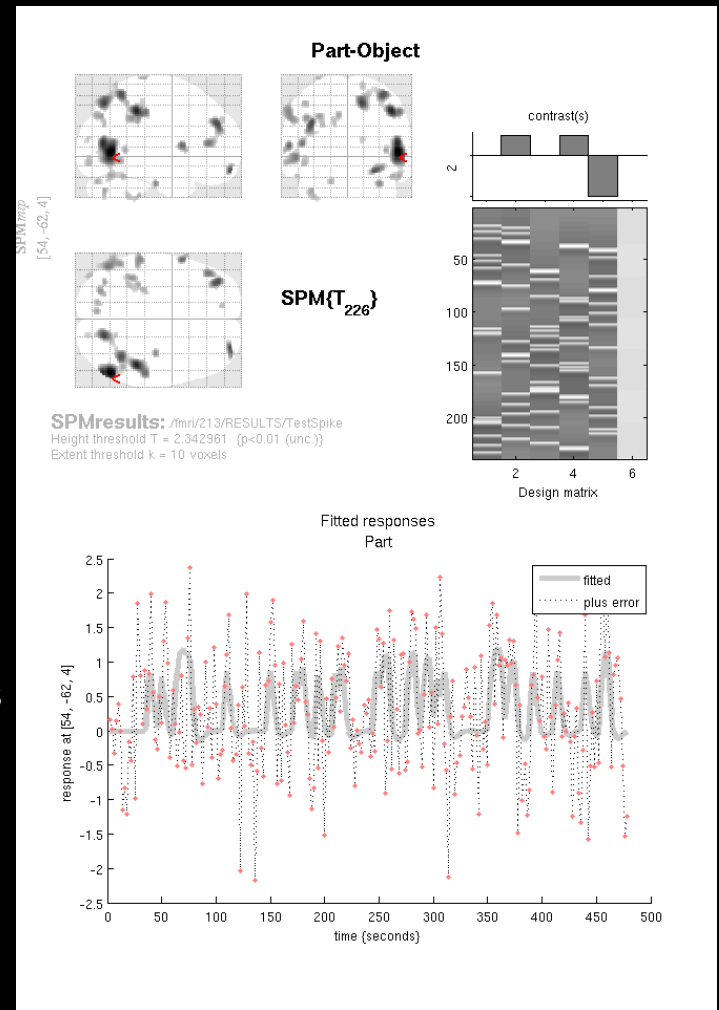 Part-Object
contrast(s)
2
SPMmip
[54, -62, 4]
SPM{T226}
50
100
150
200
2 4 6
Design matrix
SPMresults: ./fmri/213/RESULTS/TestSpike
Height threshold T = 2.342961 {p<0.01 (unc.)}
Extent threshold k = 10 voxels
Fitted responses
Part
fitted
plus error
response at [54, -62, 4]
2.5
2
1.5
1
0.5
0
-0.5
-1
-1.5
-2
-2.5
0 50 100 150 200 250 300 350 400 450 500
time {seconds}